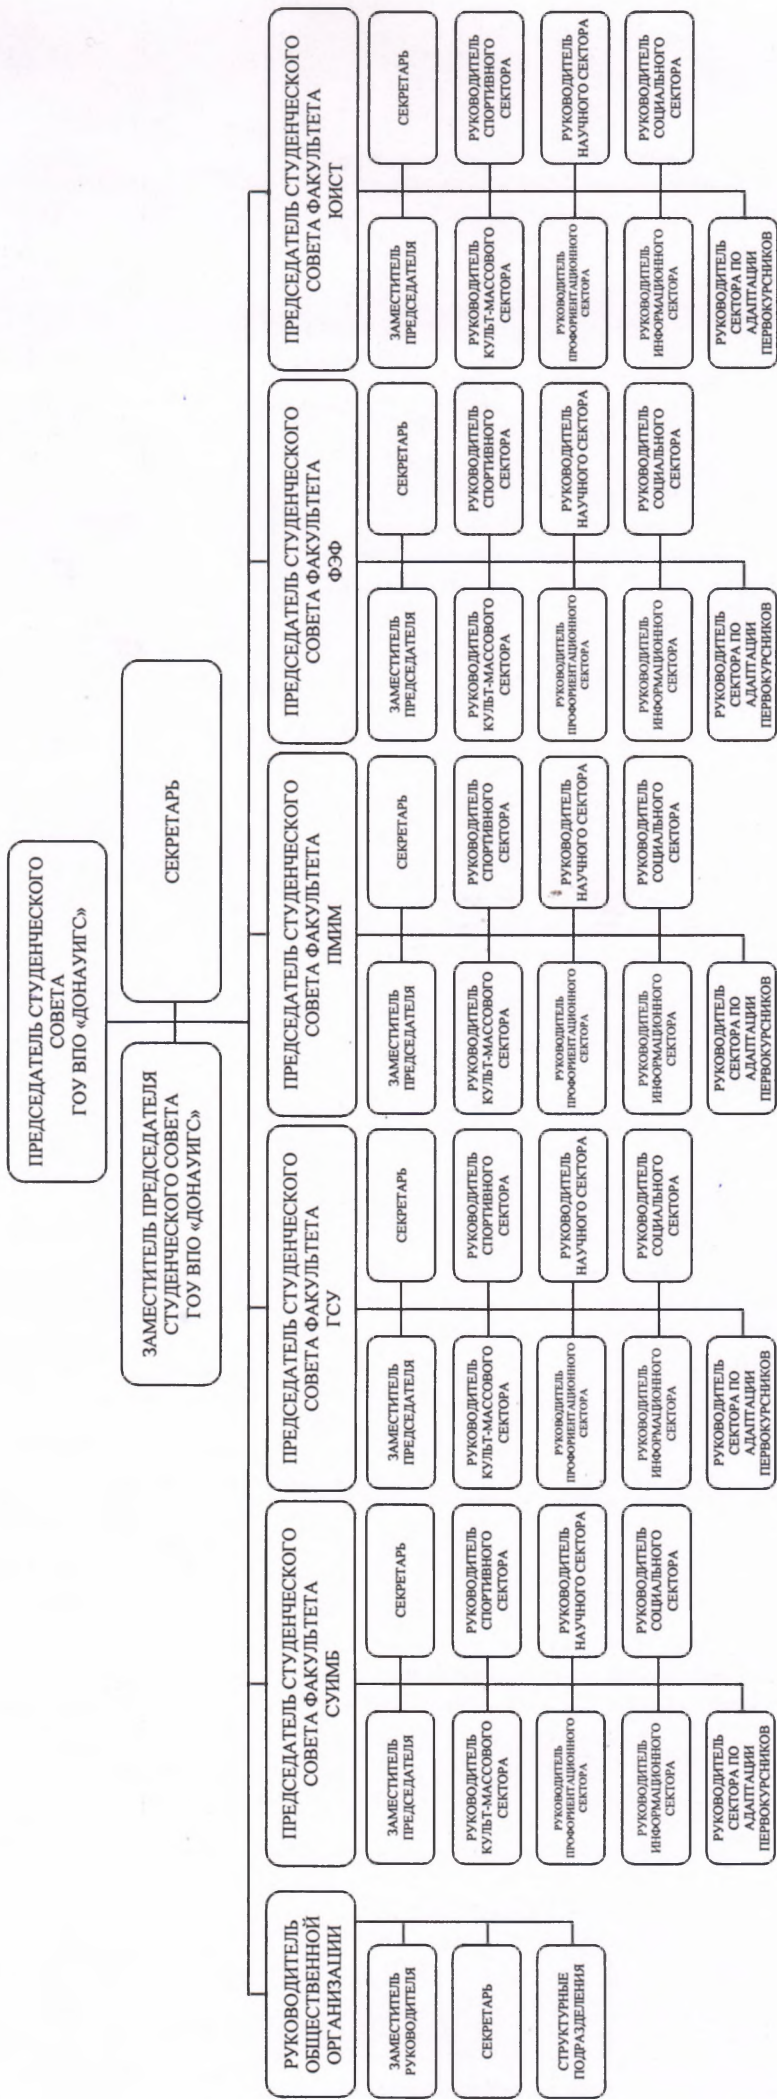 ПРЕДСЕДАТЕЛЬ СТУДЕНЧЕСКОГО
СОВЕТА
ГОУ ВПО «ДОНАУИГС»
ЗАМЕСТИТЕЛЬ ПРЕДСЕДАТЕЛЯ
СТУДЕНЧЕСКОГО СОВЕТА
ГОУ ВПО «ДОНАУИГС»
СЕКРЕТАРЬ
РУКОВОДИТЕЛЬ
ОБЩЕСТВЕННОЙ
ОРГАНИЗАЦИИ
ЗАМЕСТИТЕЛЬ
РУКОВОДИТЕЛЯ
СЕКРЕТАРЬ
СТРУКТУРНЫЕ
ПОДРАЗДЕЛЕНИЯ
ПРЕДСЕДАТЕЛЬ СТУДЕНЧЕСКОГО
СОВЕТА ФАКУЛЬТЕТА
СУИМБ
ЗАМЕСТИТЕЛЬ
ПРЕДСЕДАТЕЛЯ
СЕКРЕТАРЬ
РУКОВОДИТЕЛЬ
КУЛЬТ-МАССОВОГО
СЕКТОРА
РУКОВОДИТЕЛЬ
СПОРТИВНОГО
СЕКТОРА
РУКОВОДИТЕЛЬ
ПРОФОРИЕНТАЦИОННОГО
СЕКТОРА
РУКОВОДИТЕЛЬ
НАУЧНОГО СЕКТОРА
РУКОВОДИТЕЛЬ
ИНФОРМАЦИОННОГО
СЕКТОРА
РУКОВОДИТЕЛЬ
СОЦИАЛЬНОГО
СЕКТОРА
РУКОВОДИТЕЛЬ
СЕКТОРА ПО
АДАПТАЦИИ
ПЕРВОКУРСНИКОВ
ПРЕДСЕДАТЕЛЬ СТУДЕНЧЕСКОГО
СОВЕТА ФАКУЛЬТЕТА
ГСУ
ЗАМЕСТИТЕЛЬ
ПРЕДСЕДАТЕЛЯ
СЕКРЕТАРЬ
РУКОВОДИТЕЛЬ
КУЛЬТ-МАССОВОГО
СЕКТОРА
РУКОВОДИТЕЛЬ
СПОРТИВНОГО
СЕКТОРА
РУКОВОДИТЕЛЬ
ПРОФОРИЕНТАЦИОННОГО
СЕКТОРА
РУКОВОДИТЕЛЬ
НАУЧНОГО СЕКТОРА
РУКОВОДИТЕЛЬ
ИНФОРМАЦИОННОГО
СЕКТОРА
РУКОВОДИТЕЛЬ
СОЦИАЛЬНОГО
СЕКТОРА
РУКОВОДИТЕЛЬ
СЕКТОРА ПО
АДАПТАЦИИ
ПЕРВОКУРСНИКОВ
ПРЕДСЕДАТЕЛЬ СТУДЕНЧЕСКОГО
СОВЕТА ФАКУЛЬТЕТА
ПМИМ
ЗАМЕСТИТЕЛЬ
ПРЕДСЕДАТЕЛЯ
СЕКРЕТАРЬ
РУКОВОДИТЕЛЬ
КУЛЬТ-МАССОВОГО
СЕКТОРА
РУКОВОДИТЕЛЬ
СПОРТИВНОГО
СЕКТОРА
РУКОВОДИТЕЛЬ
ПРОФОРИЕНТАЦИОННОГО
СЕКТОРА
РУКОВОДИТЕЛЬ
НАУЧНОГО СЕКТОРА
РУКОВОДИТЕЛЬ
ИНФОРМАЦИОННОГО
СЕКТОРА
РУКОВОДИТЕЛЬ
СОЦИАЛЬНОГО
СЕКТОРА
РУКОВОДИТЕЛЬ
СЕКТОРА ПО
АДАПТАЦИИ
ПЕРВОКУРСНИКОВ
ПРЕДСЕДАТЕЛЬ СТУДЕНЧЕСКОГО
СОВЕТА ФАКУЛЬТЕТА
ФЭФ
ЗАМЕСТИТЕЛЬ
ПРЕДСЕДАТЕЛЯ
СЕКРЕТАРЬ
РУКОВОДИТЕЛЬ
КУЛЬТ-МАССОВОГО
СЕКТОРА
РУКОВОДИТЕЛЬ
СПОРТИВНОГО
СЕКТОРА
РУКОВОДИТЕЛЬ
ПРОФОРИЕНТАЦИОННОГО
СЕКТОРА
РУКОВОДИТЕЛЬ
НАУЧНОГО СЕКТОРА
РУКОВОДИТЕЛЬ
ИНФОРМАЦИОННОГО
СЕКТОРА
РУКОВОДИТЕЛЬ
СОЦИАЛЬНОГО
СЕКТОРА
РУКОВОДИТЕЛЬ
СЕКТОРА ПО
АДАПТАЦИИ
ПЕРВОКУРСНИКОВ
ПРЕДСЕДАТЕЛЬ СТУДЕНЧЕСКОГО
СОВЕТА ФАКУЛЬТЕТА
ЮИСТ
ЗАМЕСТИТЕЛЬ
ПРЕДСЕДАТЕЛЯ
СЕКРЕТАРЬ
РУКОВОДИТЕЛЬ
КУЛЬТ-МАССОВОГО
СЕКТОРА
РУКОВОДИТЕЛЬ
СПОРТИВНОГО
СЕКТОРА
РУКОВОДИТЕЛЬ
ПРОФОРИЕНТАЦИОННОГО
СЕКТОРА
РУКОВОДИТЕЛЬ
НАУЧНОГО СЕКТОРА
РУКОВОДИТЕЛЬ
ИНФОРМАЦИОННОГО
СЕКТОРА
РУКОВОДИТЕЛЬ
СОЦИАЛЬНОГО
СЕКТОРА
РУКОВОДИТЕЛЬ
СЕКТОРА ПО
АДАПТАЦИИ
ПЕРВОКУРСНИКОВ